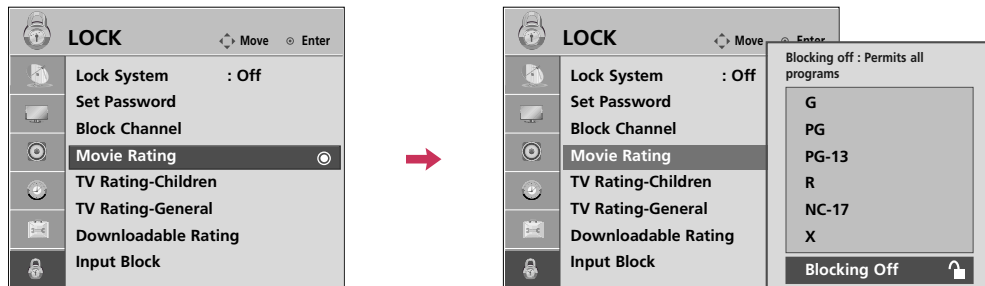 LOCK
Move Enter
Lock System : Off
Set Password
Block Channel
Movie Rating
TV Rating-Children
TV Rating-General
Downloadable Rating
Input Block
LOCK
Move Enter
Lock System : Off
Set Password
Block Channel
Movie Rating
TV Rating-Children
TV Rating-General
Downloadable Rating
Input Block
Blocking off : Permits all
programs
G
PG
PG-13
R
NC-17
X
Blocking Off